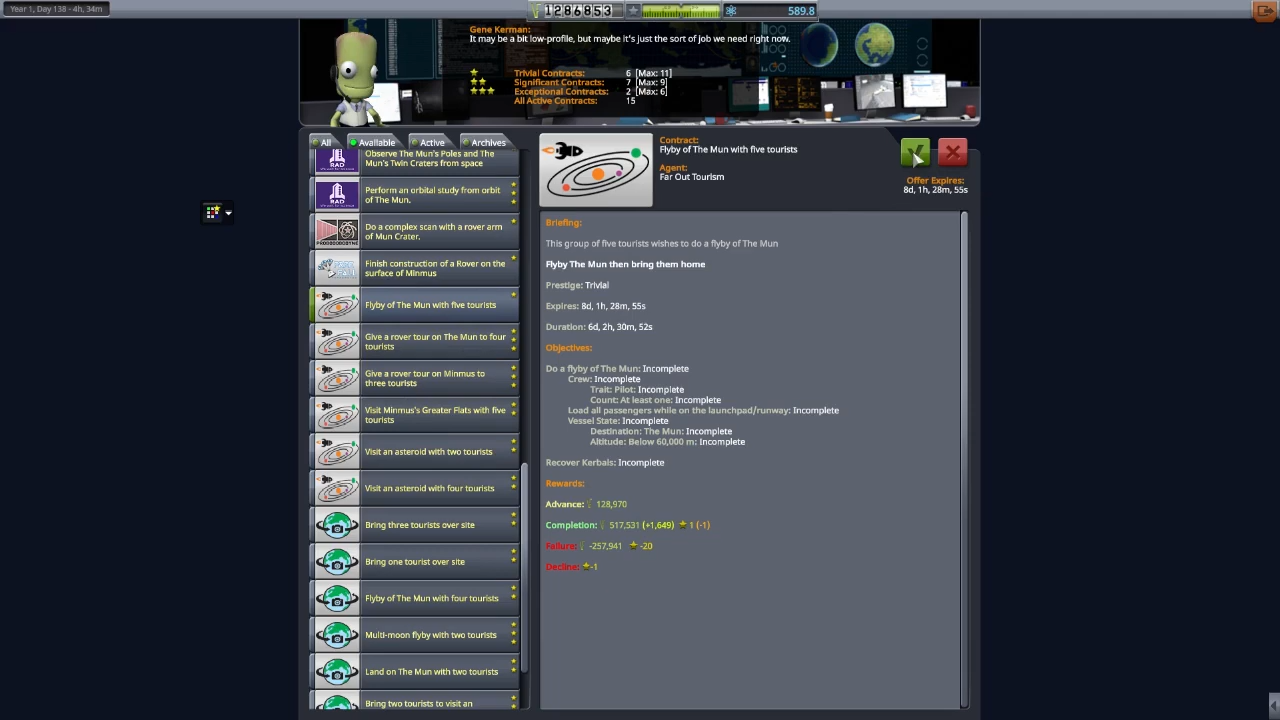 Year 1, Day 138 - 4h, 34m
1286853
589.8
Gene Kerman:
It may be a bit low-profile, but maybe it's just the sort of job we need right now.
Trivial Contracts: 6 [Max: 11]
Significant Contracts: 7 [Max: 9]
Exceptional Contracts: 2 [Max: 6]
All Active Contracts: 15
All
Available
Active
Archives
Observe The Mun's Poles and The
Mun's Twin Craters from space
RAD
Perform an orbital study from orbit
of The Mun.
RAD
Do a complex scan with a rover arm
of Mun Crater.
PROBODOBODYNE
Finish construction of a Rover on the
surface of Minmus
Flyby of The Mun with five tourists
Give a rover tour on The Mun to four
tourists
Give a rover tour on Minmus to
three tourists
Visit Minmus's Greater Flats with five
tourists
Visit an asteroid with two tourists
Visit an asteroid with four tourists
Bring three tourists over site
Bring one tourist over site
Flyby of The Mun with four tourists
Multi-moon flyby with two tourists
Land on The Mun with two tourists
Bring two tourists to visit an
Contract:
Flyby of The Mun with five tourists
Agent:
Far Out Tourism
Offer Expires:
8d, 1h, 28m, 55s
Briefing:
This group of five tourists wishes to do a flyby of The Mun
Flyby The Mun then bring them home
Prestige: Trivial
Expires: 8d, 1h, 28m, 55s
Duration: 6d, 2h, 30m, 52s
Objectives:
Do a flyby of The Mun: Incomplete
Crew: Incomplete
Trait: Pilot: Incomplete
Count: At least one: Incomplete
Load all passengers while on the launchpad/runway: Incomplete
Vessel State: Incomplete
Destination: The Mun: Incomplete
Altitude: Below 60,000 m: Incomplete
Recover Kerbals: Incomplete
Rewards:
Advance: 128,970
Completion: 517,531 (+1,649) 1 (-1)
Failure: -257,941 -20
Decline: -1